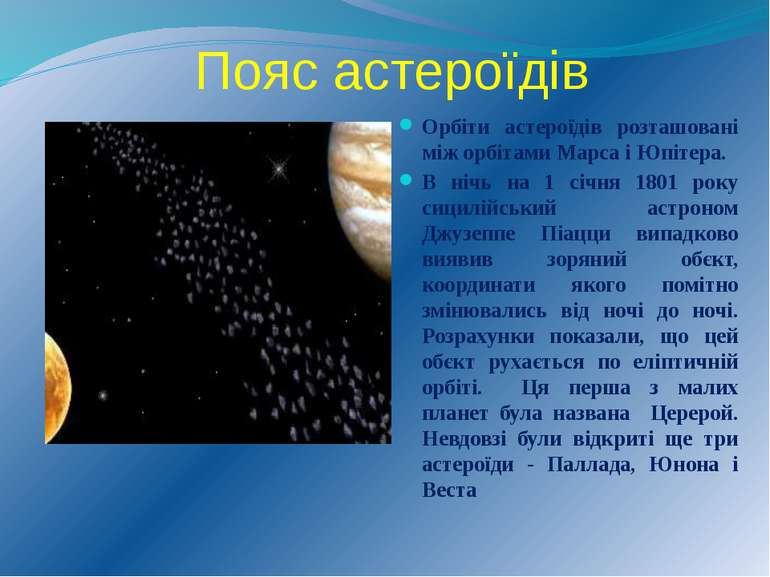 Пояс астероїдів
Орбіти астероїдів розташовані
між орбітами Марса і Юпітера.
В ніч на 1 січня 1801 року
сицилійський астроном
Джузеппе Піацци випадково
виявив зоряний обєкт,
координати якого помітно
змінювались від ночі до ночі.
Розрахунки показали, що цей
обєкт рухається по еліптичній
орбіті. Ця перша з малих
планет була названа Церерой.
Невдовзі були відкриті ще три
астероїди - Паллада, Юнона і
Веста